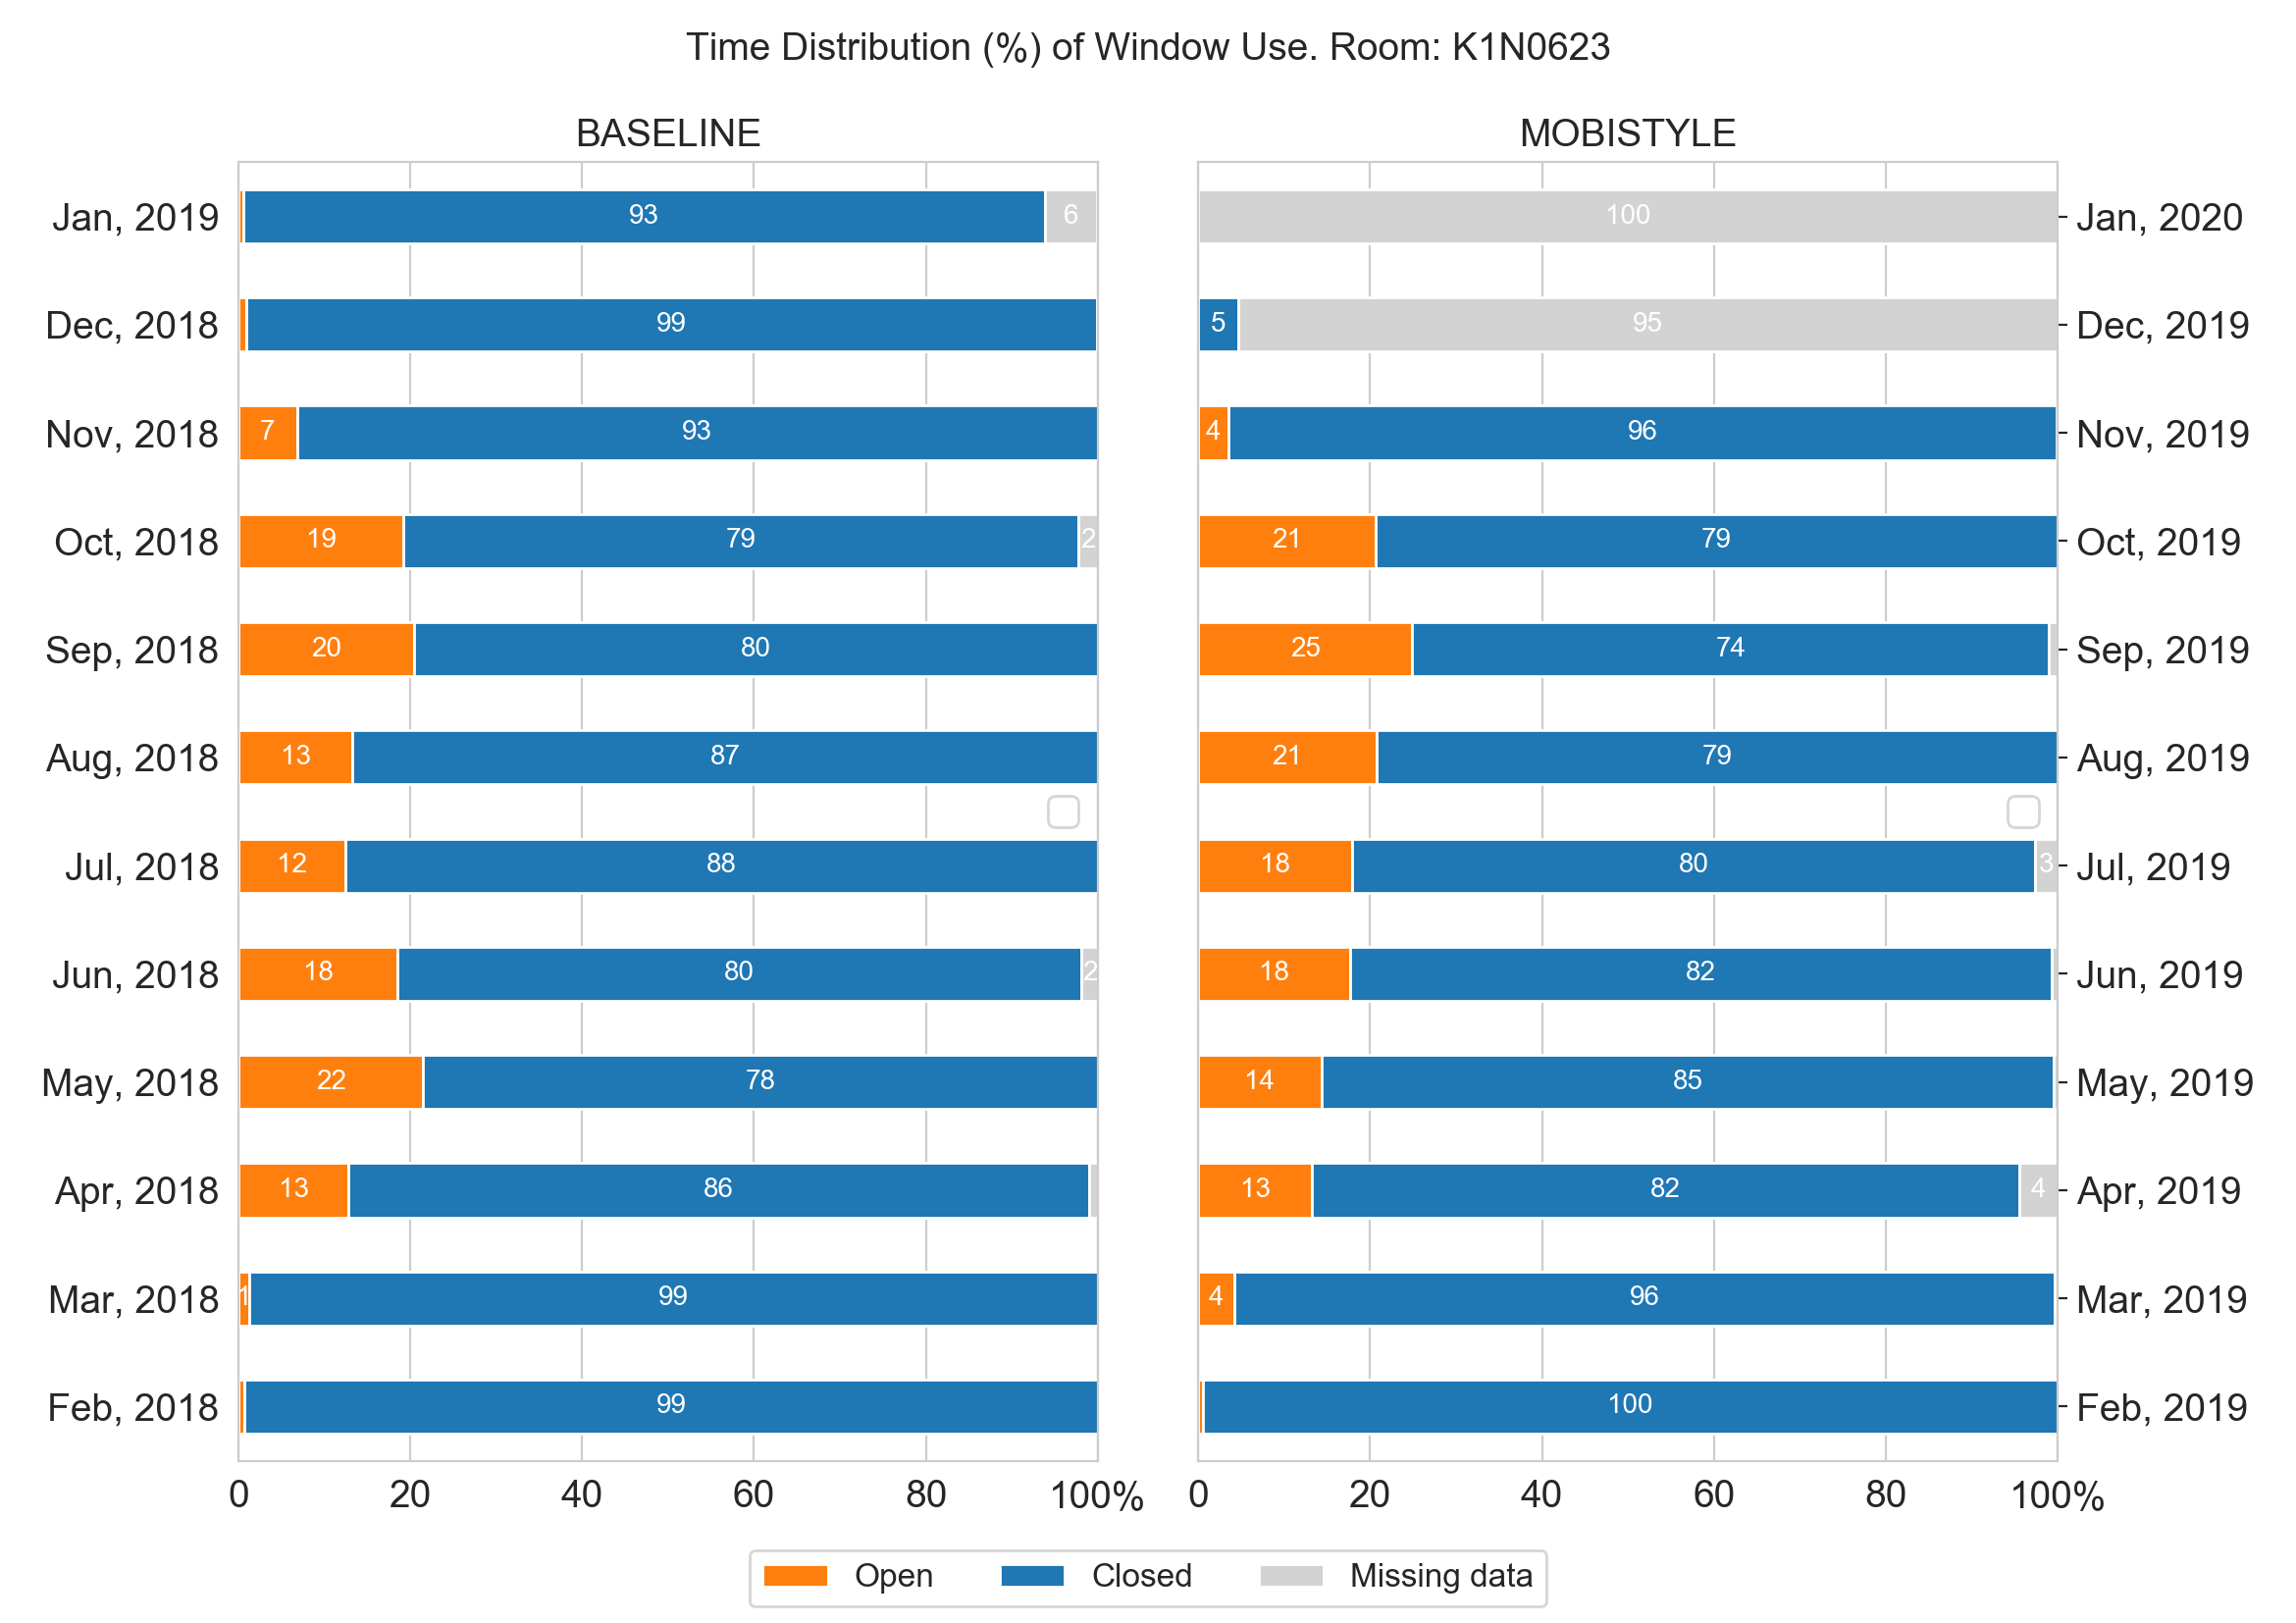 Time Distribution (%) of Window Use. Room: K1N0623
BASELINE MOBISTYLE
Jan, 2019 93 6 100 Jan, 2020
Dec, 2018 99 5 95 Dec, 2019
Nov, 2018 7 93 4 96 Nov, 2019
Oct, 2018 19 79 2 21 79 Oct, 2019
Sep, 2018 20 80 25 74 Sep, 2019
Aug, 2018 13 87 21 79 Aug, 2019
Jul, 2018 12 88 18 80 3 Jul, 2019
Jun, 2018 18 80 2 18 82 Jun, 2019
May, 2018 22 78 14 85 May, 2019
Apr, 2018 13 86 13 82 4 Apr, 2019
Mar, 2018 1 99 4 96 Mar, 2019
Feb, 2018 99 100 Feb, 2019
0 20 40 60 80 100% 0 20 40 60 80 100%
Open Closed Missing data